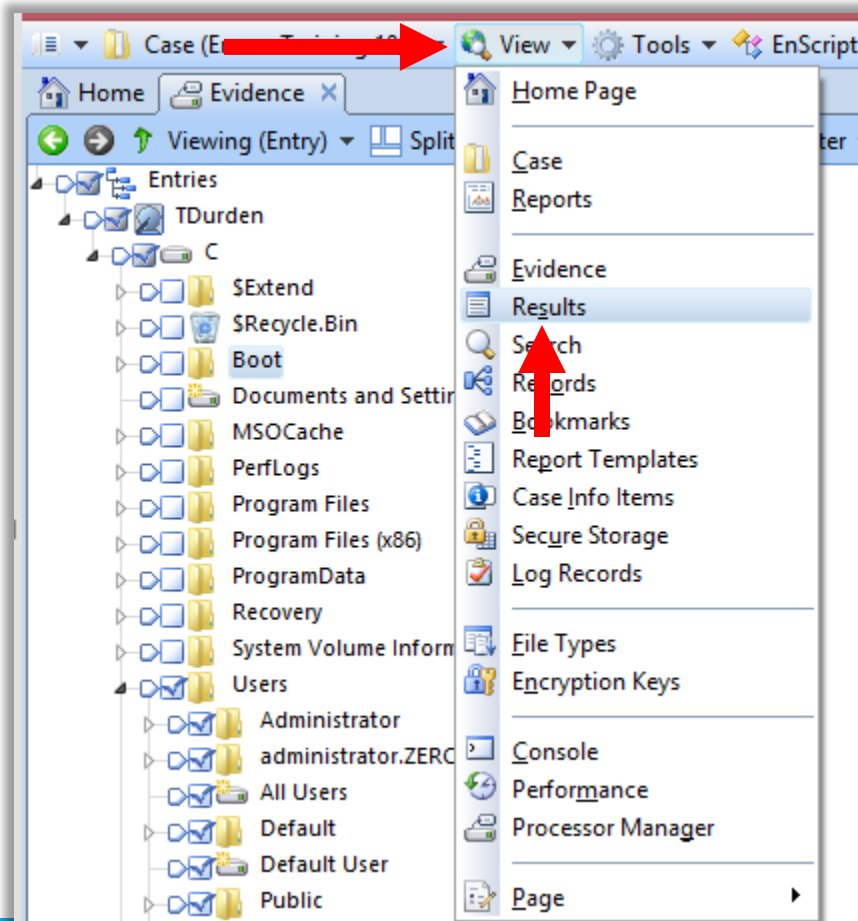 Case (En Training 10 View Tools EnScript
Home Evidence
Viewing (Entry) Split ter
Entries
TDurden
C
$Extend
$Recycle.Bin
Boot
Documents and Settin
MSOCache
PerfLogs
Program Files
Program Files (x86)
ProgramData
Recovery
System Volume Inform
Users
Administrator
administrator.ZERO
All Users
Default
Default User
Public
Home Page
Case
Reports
Evidence
Results
Search
Records
Bookmarks
Report Templates
Case Info Items
Secure Storage
Log Records
File Types
Encryption Keys
Console
Performance
Processor Manager
Page